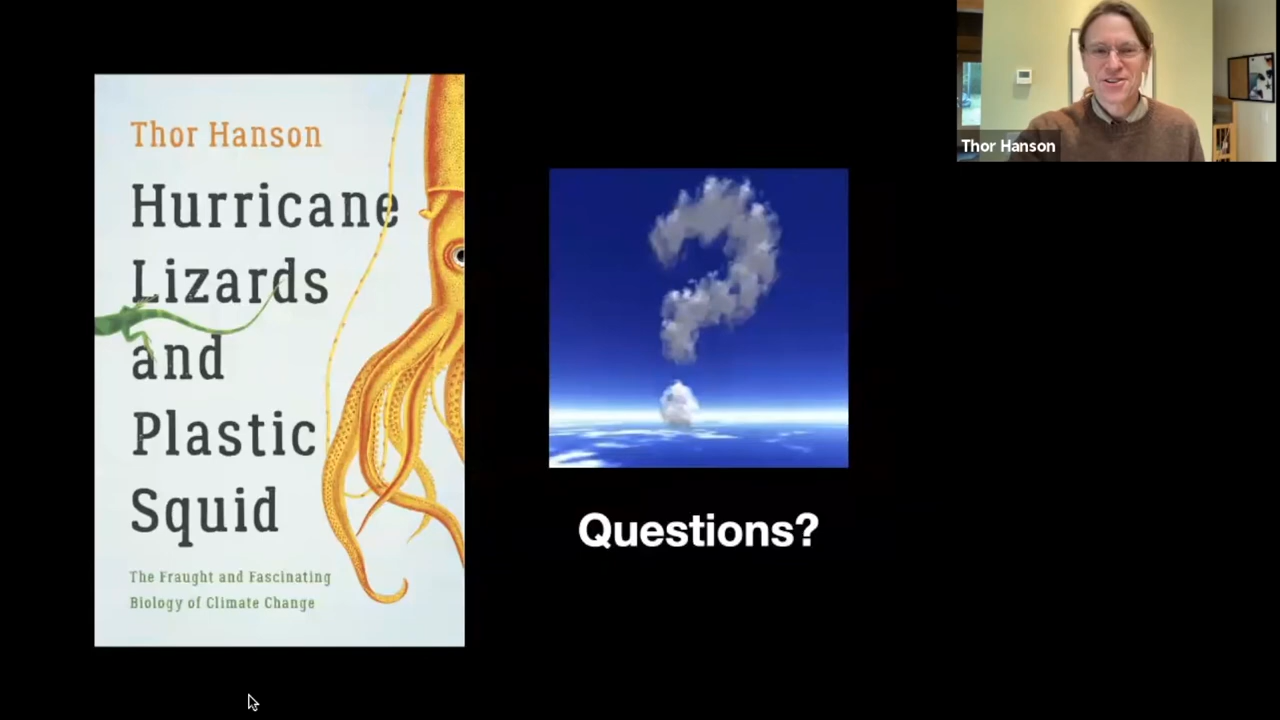 Thor Hanson
Hurricane
Lizards
and
Plastic
Squid
The Fraught and Fascinating
Biology of Climate Change
Questions?
Thor Hanson